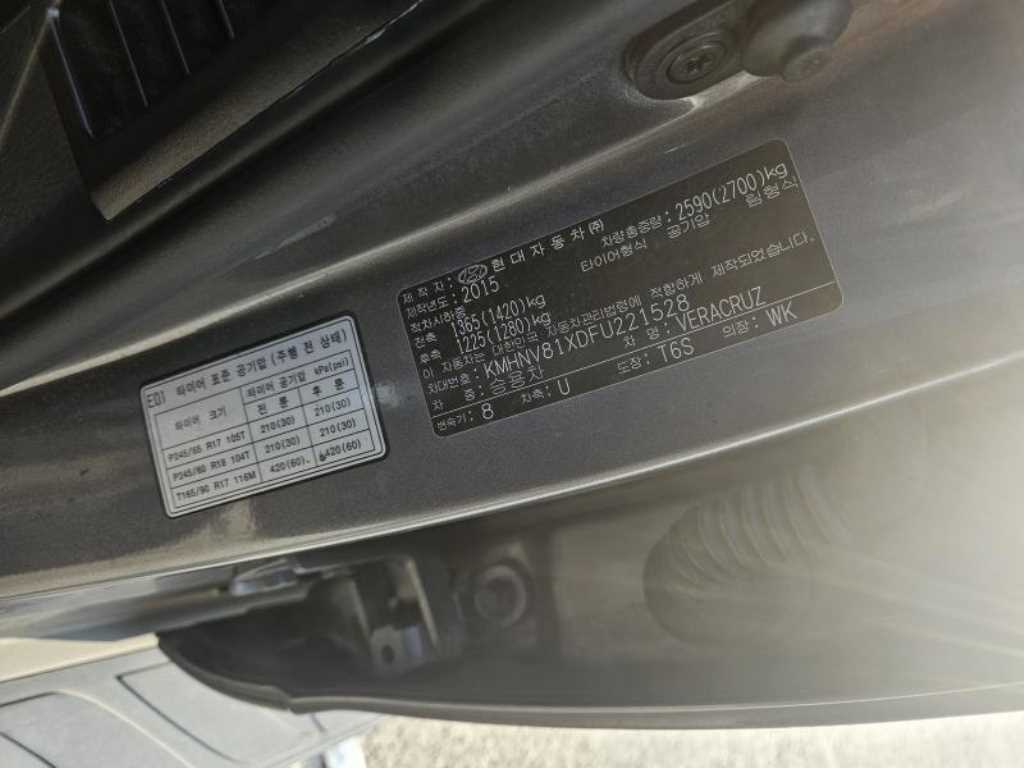 제작자: 현대자동차㈜
제작년도: 2015 차량총중량: 2590(2700)kg
적차시하중 타이어형식 공기압 림형식
전축 1365(1420)kg
후축 1225(1280)kg
이 자동차는 대한민국 자동차관리법령에 적합하게 제작되었습니다.
차대번호: KMHNV81XDFU221528
차 종: 승용차 차 명: VERACRUZ
변속기: 8 차축: U 도장: T6S 의장: WK
타이어 표준 공기압 (주행 전 상태)
타이어 크기 타이어 공기압 kPa(psi)
전 륜 후 륜
P245/65 R17 105T 210(30) 210(30)
P245/60 R18 104T 210(30) 210(30)
T165/90 R17 116M 420(60) 420(60)